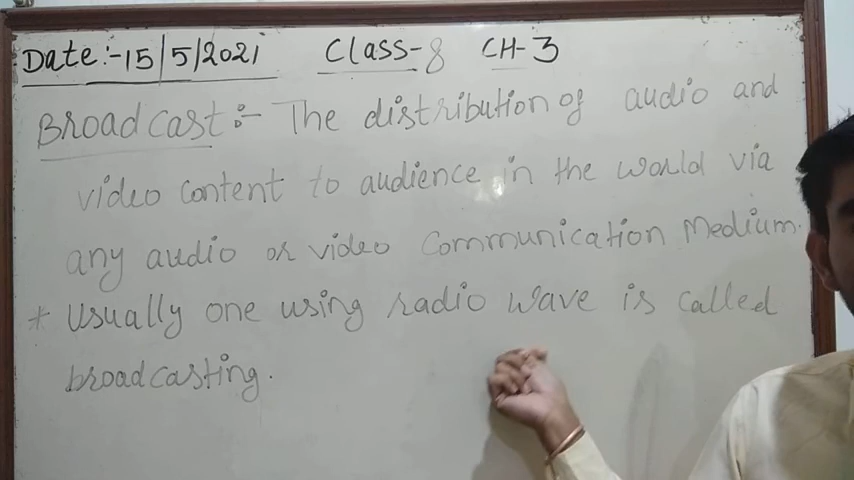 Date:-15/5/2021 Class-8 CH-3
Broadcast:- The distribution of audio and
video content to audience in the world via
any audio or video communication Medium.
* Usually one using radio wave is called
broadcasting.